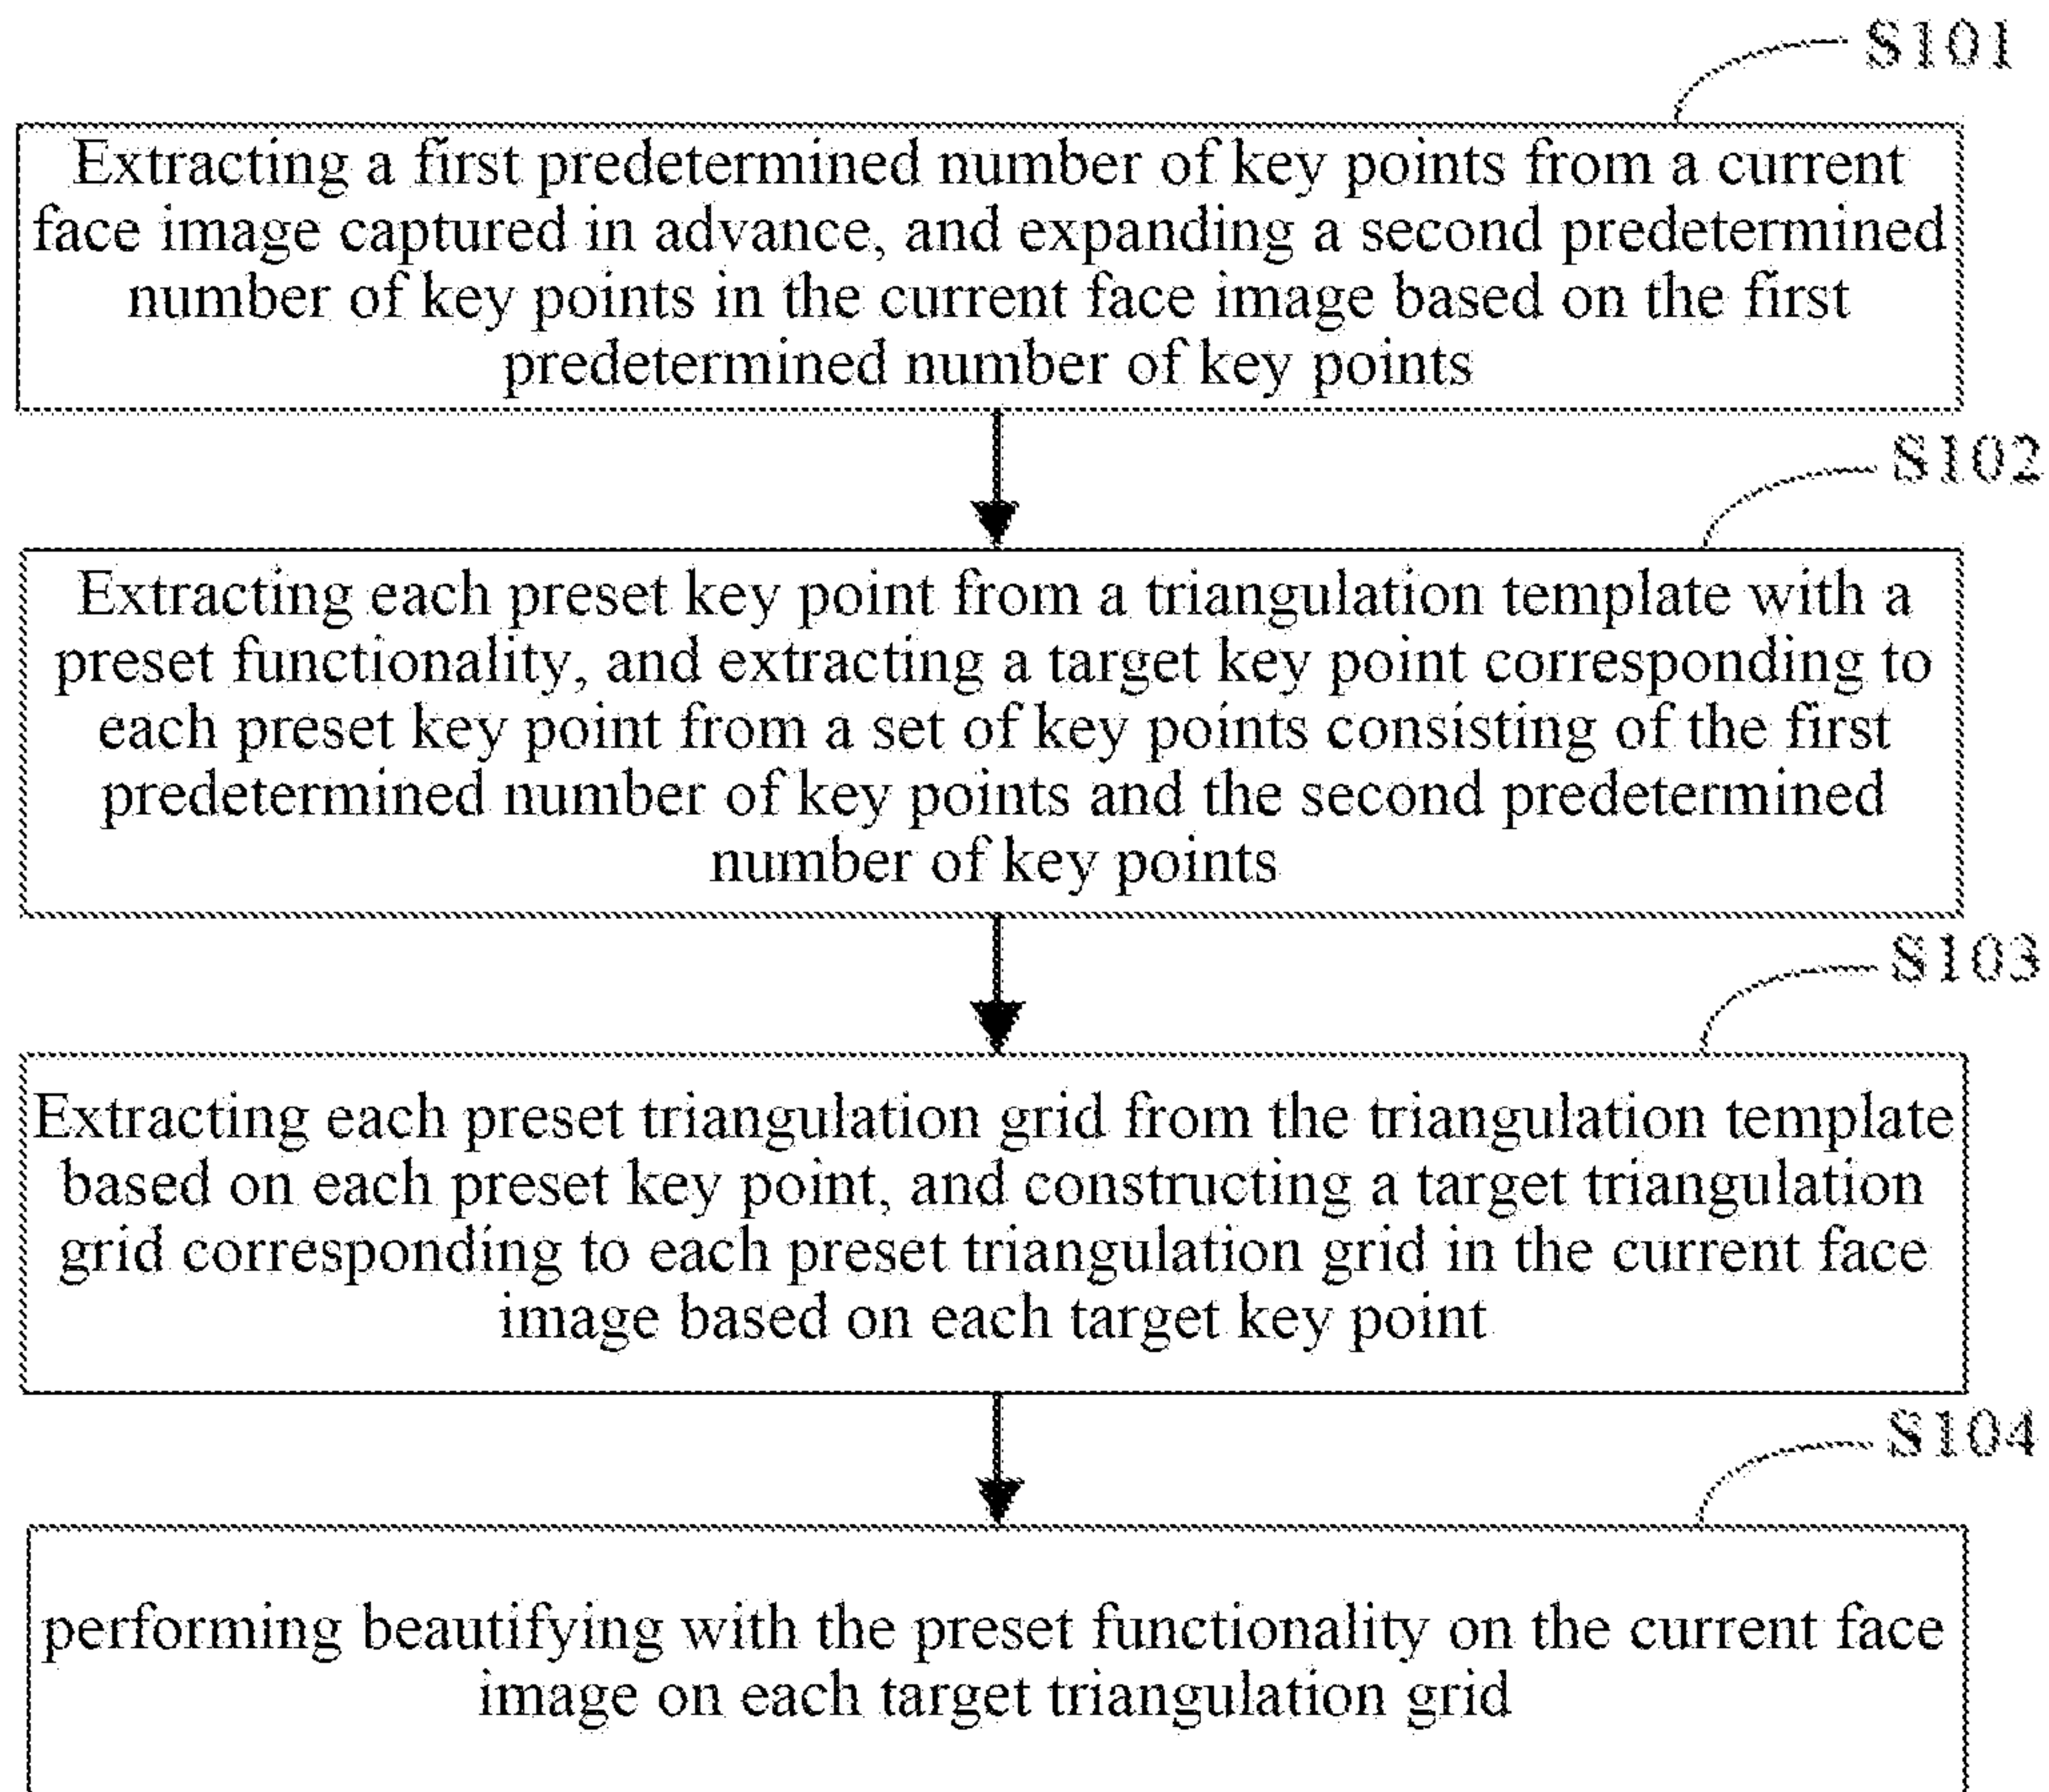 S101
Extracting a first predetermined number of key points from a current
face image captured in advance, and expanding a second predetermined
number of key points in the current face image based on the first
predetermined number of key points
S102
Extracting each preset key point from a triangulation template with a
preset functionality, and extracting a target key point corresponding to
each preset key point from a set of key points consisting of the first
predetermined number of key points and the second predetermined
number of key points
S103
Extracting each preset triangulation grid from the triangulation template
based on each preset key point, and constructing a target triangulation
grid corresponding to each preset triangulation grid in the current face
image based on each target key point
S104
performing beautifying with the preset functionality on the current face
image on each target triangulation grid